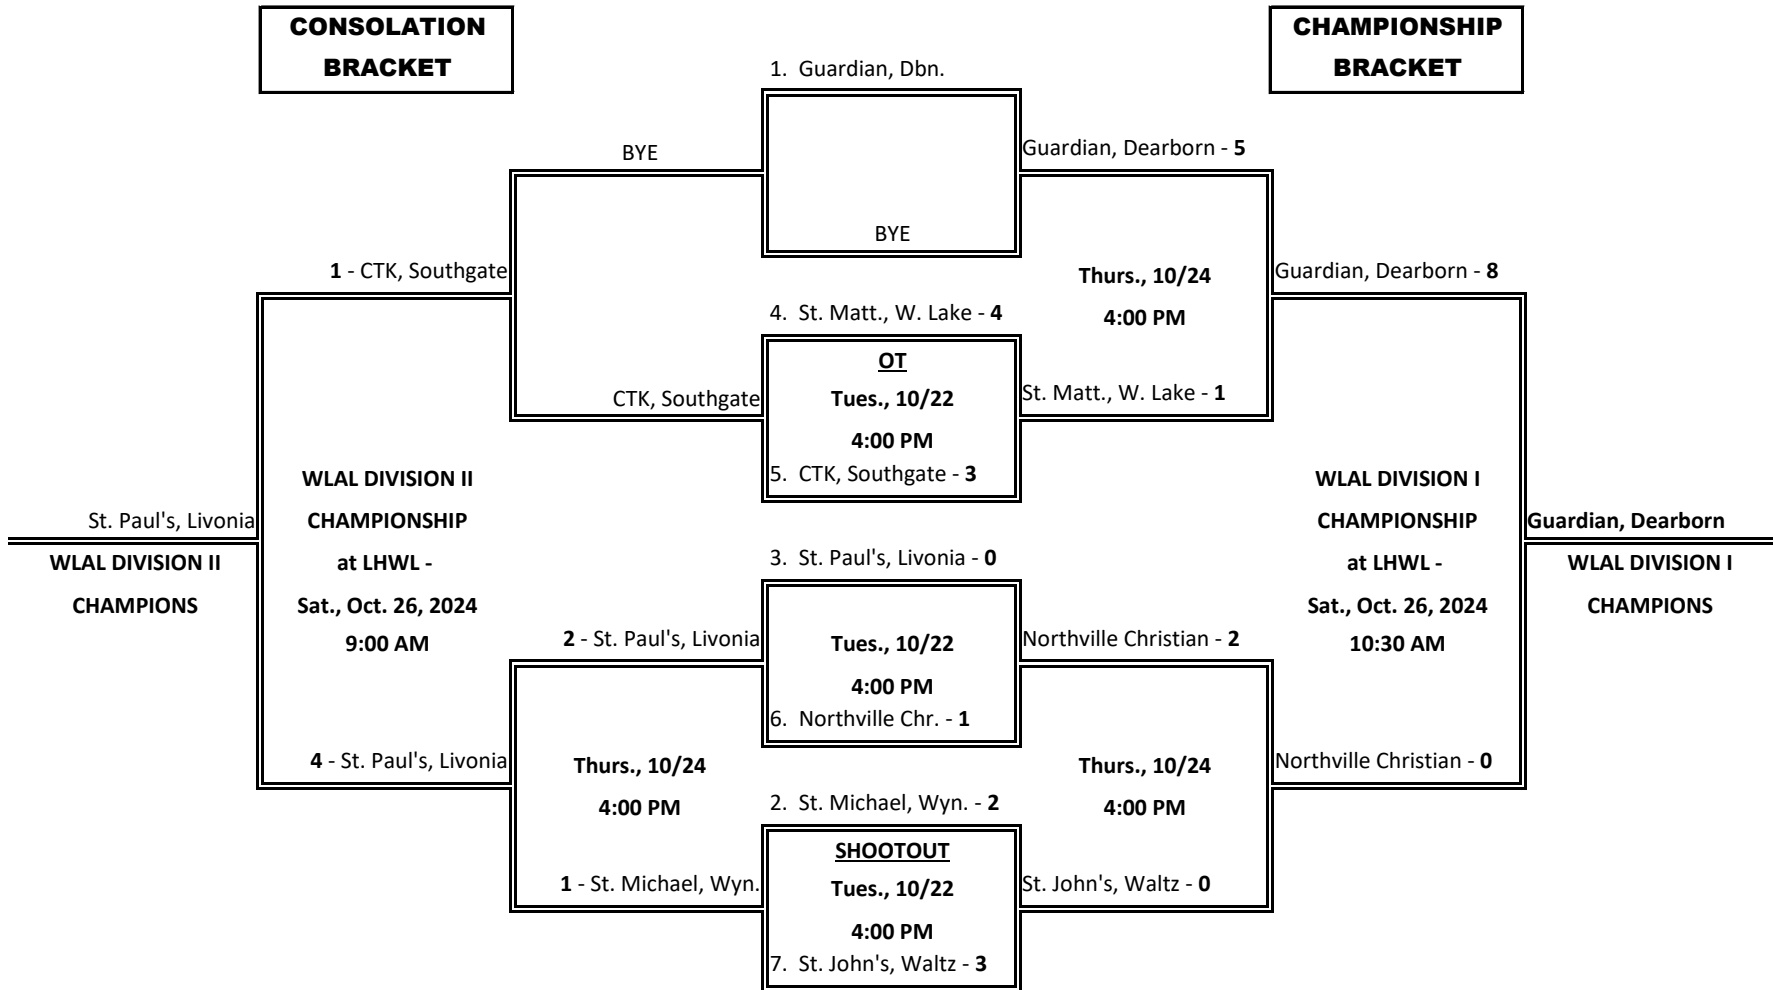 CONSOLATION
BRACKET
CHAMPIONSHIP
BRACKET
1. Guardian, Dbn.
BYE
Guardian, Dearborn - 5
BYE
1 - CTK, Southgate
Thurs., 10/24
4:00 PM
Guardian, Dearborn - 8
4. St. Matt., W. Lake - 4
OT
Tues., 10/22
4:00 PM
CTK, Southgate
St. Matt., W. Lake - 1
5. CTK, Southgate - 3
WLAL DIVISION II
CHAMPIONSHIP
at LHWL -
Sat., Oct. 26, 2024
9:00 AM
WLAL DIVISION I
CHAMPIONSHIP
at LHWL -
Sat., Oct. 26, 2024
10:30 AM
St. Paul's, Livonia
WLAL DIVISION II
CHAMPIONS
Guardian, Dearborn
WLAL DIVISION I
CHAMPIONS
3. St. Paul's, Livonia - 0
2 - St. Paul's, Livonia
Tues., 10/22
4:00 PM
Northville Christian - 2
6. Northville Chr. - 1
4 - St. Paul's, Livonia
Thurs., 10/24
4:00 PM
Thurs., 10/24
4:00 PM
Northville Christian - 0
2. St. Michael, Wyn. - 2
SHOOTOUT
Tues., 10/22
4:00 PM
1 - St. Michael, Wyn.
St. John's, Waltz - 0
7. St. John's, Waltz - 3